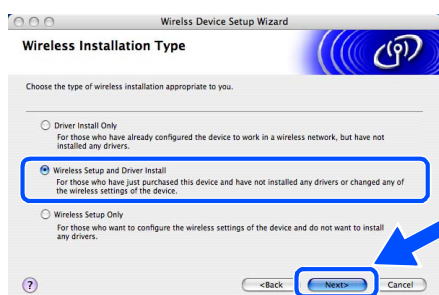 Wirelss Device Setup Wizard
Wireless Installation Type
Choose the type of wireless installation appropriate to you.
Driver Install Only
For those who have already configured the device to work in a wireless network, but have not
installed any drivers.
Wireless Setup and Driver Install
For those who have just purchased this device and have not installed any drivers or changed any of
the wireless settings of the device.
Wireless Setup Only
For those who want to configure the wireless settings of the device and do not want to install
any drivers.
? <Back Next> Cancel